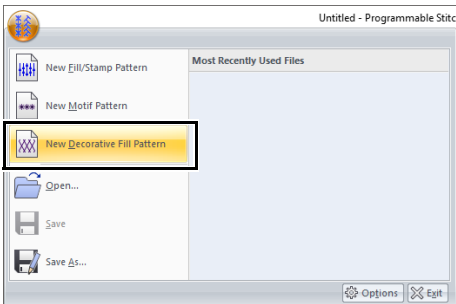 Untitled - Programmable Stitc
New Fill/Stamp Pattern
New Motif Pattern
New Decorative Fill Pattern
Open...
Save
Save As...
Most Recently Used Files
Options
Exit